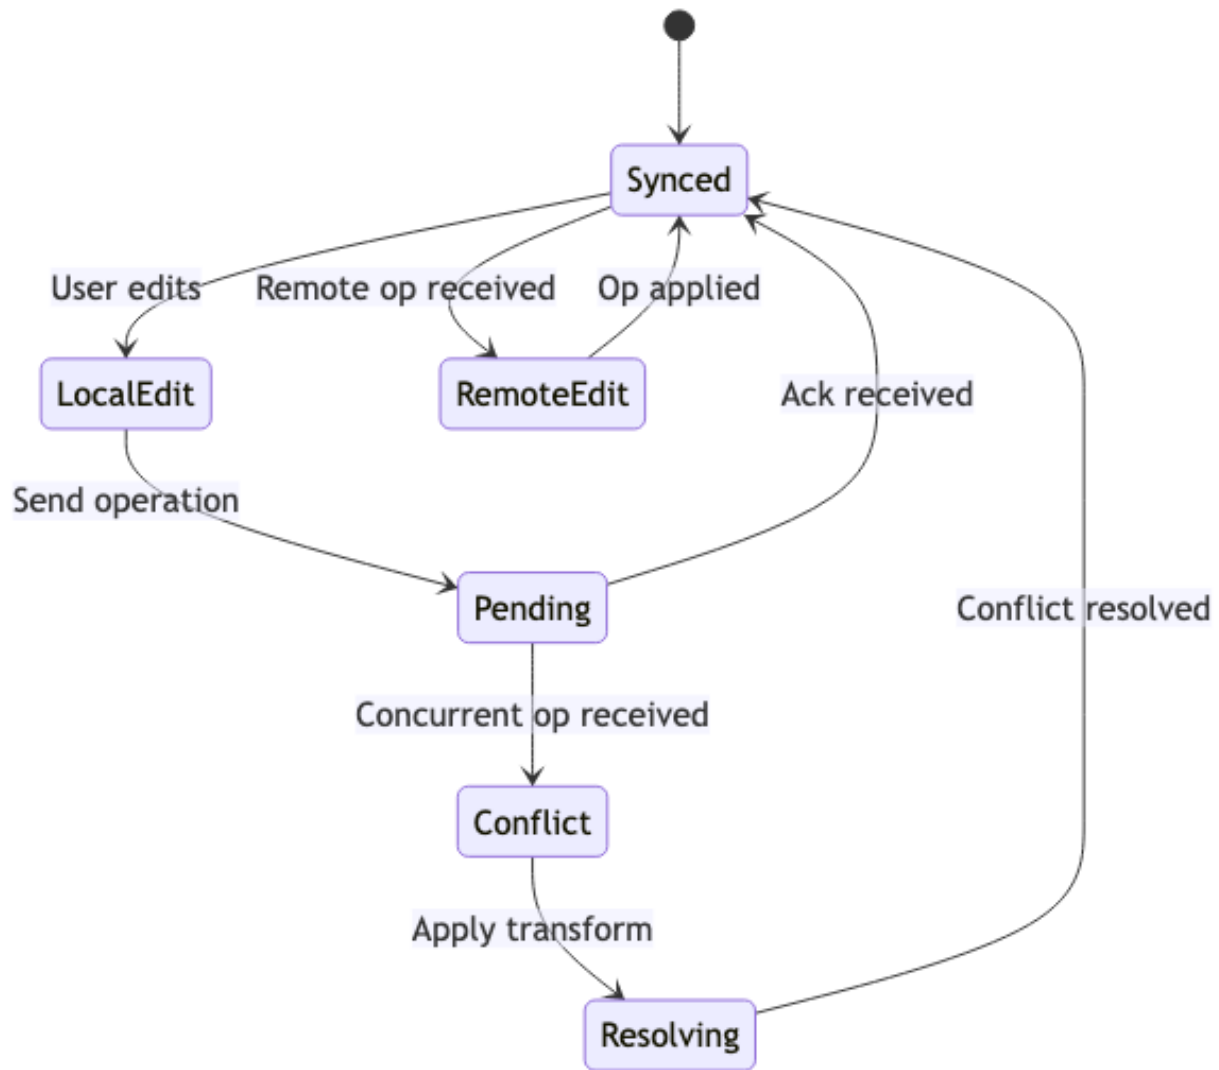 Synced
User edits
Remote op received
Op applied
LocalEdit
RemoteEdit
Ack received
Send operation
Pending
Conflict resolved
Concurrent op received
Conflict
Apply transform
Resolving